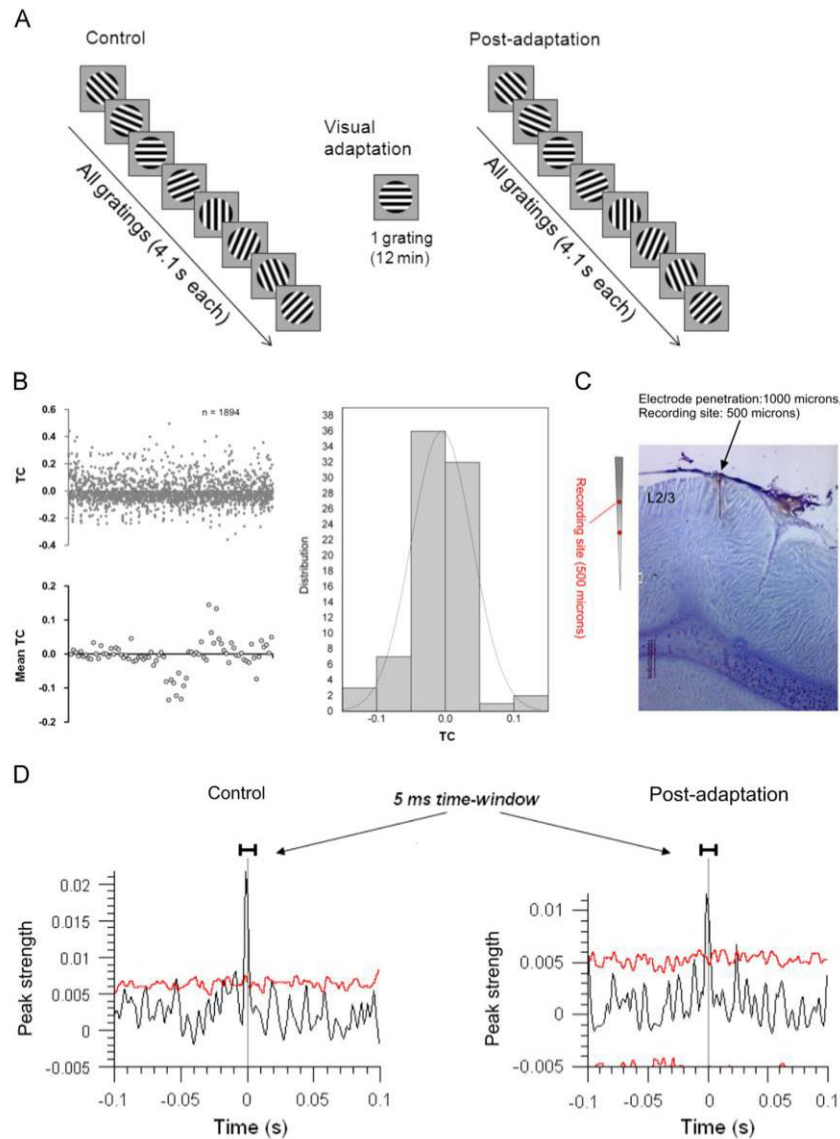 A
Control
Post-adaptation
All gratings (4.1 s each)
Visual
adaptation
1 grating
(12 min)
All gratings (4.1 s each)
B
n = 1894
TC
0.6
0.4
0.2
0.0
-0.2
-0.4
Mean TC
0.2
0.1
0.0
-0.1
0.2
Distribution
38
36
34
32
30
28
26
24
22
20
18
16
14
12
10
8
6
4
2
0
-0.1
0.0
0.1
TC
C
Electrode penetration:1000 microns,
Recording site: 500 microns)
Recording site (500 microns)
L2/3
D
Control
5 ms time-window
Post-adaptation
Peak strength
0.02
0.015
0.01
0.005
0
-0.005
-0.1
-0.05
0
0.05
0.1
Time (s)
Peak strength
0.01
0.005
0
-0.005
-0.1
-0.05
0
0.05
0.1
Time (s)